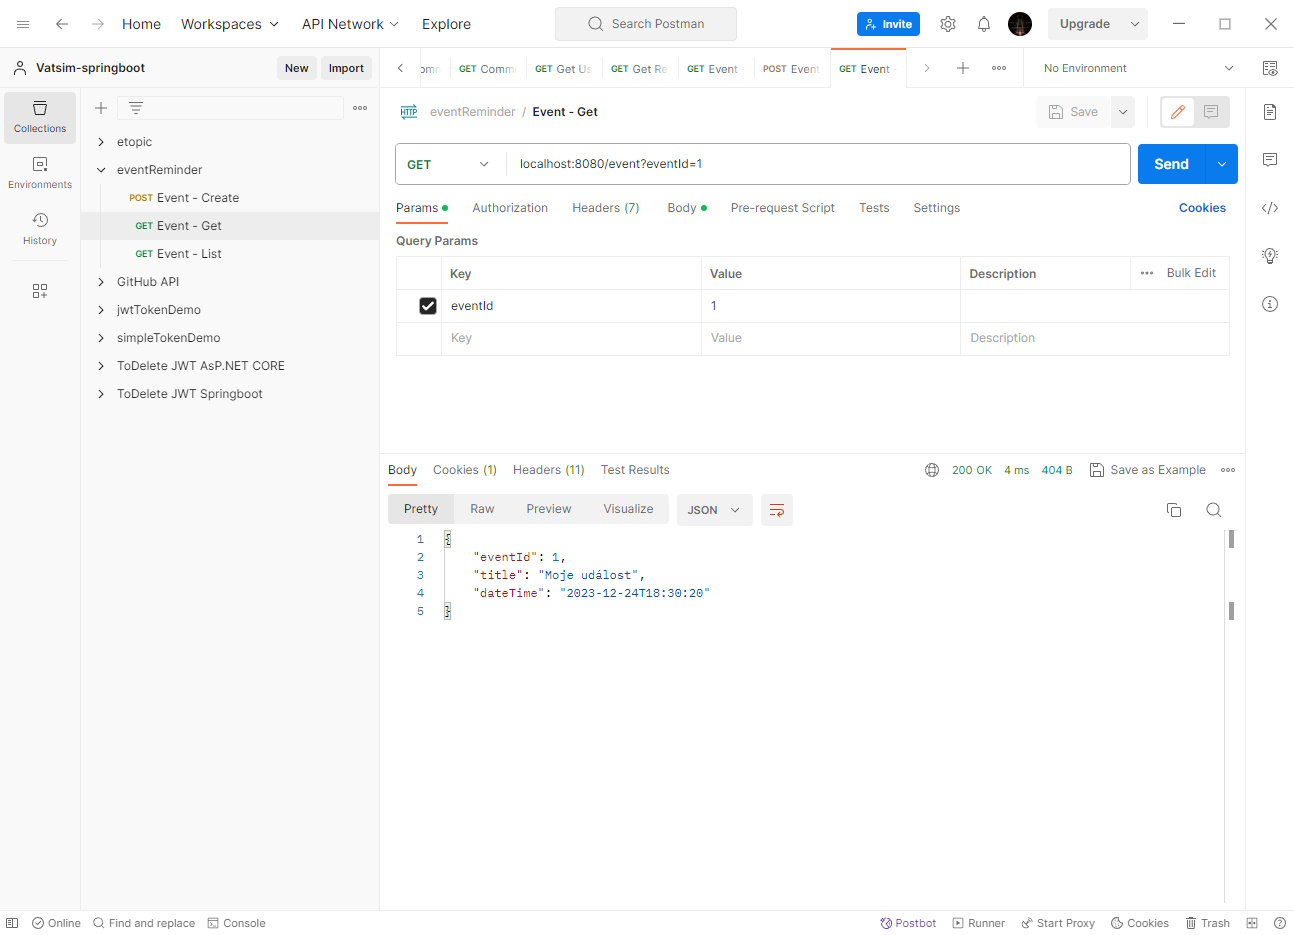 Home Workspaces API Network Explore Search Postman Invite Upgrade
Vatsim-springboot New Import
GET Comm GET Get Us GET Get Re GET Event POST Event GET Event - No Environment
Collections
Environments
History
etopic
eventReminder
POST Event - Create
GET Event - Get
GET Event - List
GitHub API
jwtTokenDemo
simpleTokenDemo
ToDelete JWT AsP.NET CORE
ToDelete JWT Springboot
HTTP eventReminder / Event - Get Save
GET localhost:8080/event?eventId=1 Send
Params Authorization Headers (7) Body Pre-request Script Tests Settings Cookies
Query Params
Key Value Description Bulk Edit
eventId 1
Key Value Description
Body Cookies (1) Headers (11) Test Results 200 OK 4 ms 404 B Save as Example
Pretty Raw Preview Visualize JSON
1 {
2 "eventId": 1,
3 "title": "Moje událost",
4 "dateTime": "2023-12-24T18:30:20"
5 }
Online Find and replace Console Postbot Runner Start Proxy Cookies Trash